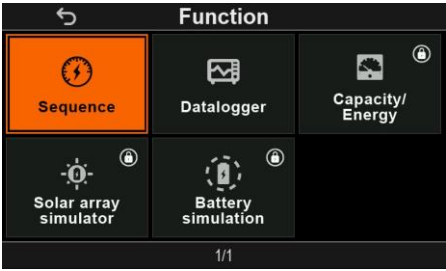 Function
Sequence
Datalogger
Capacity/
Energy
Solar array
simulator
Battery
simulation
1/1